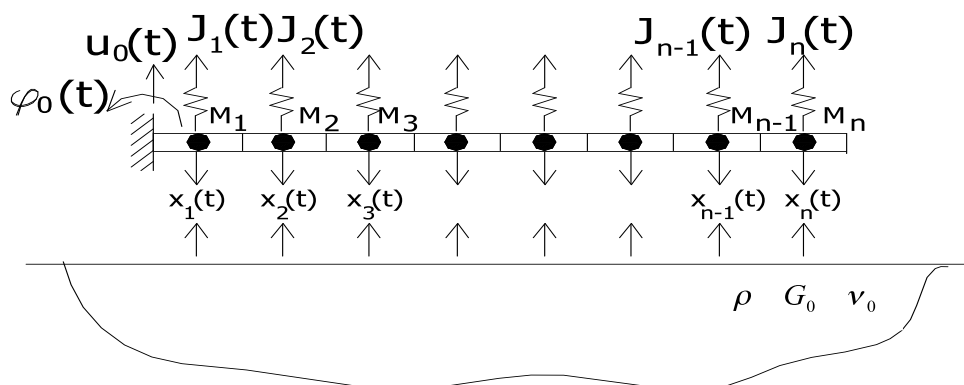 J₁(t) J₂(t) Jₙ₋₁(t) Jₙ(t)
u₀(t)
φ₀(t)
M₁ M₂ M₃ Mₙ₋₁ Mₙ
x₁(t) x₂(t) x₃(t) xₙ₋₁(t) xₙ(t)
ρ G₀ ν₀